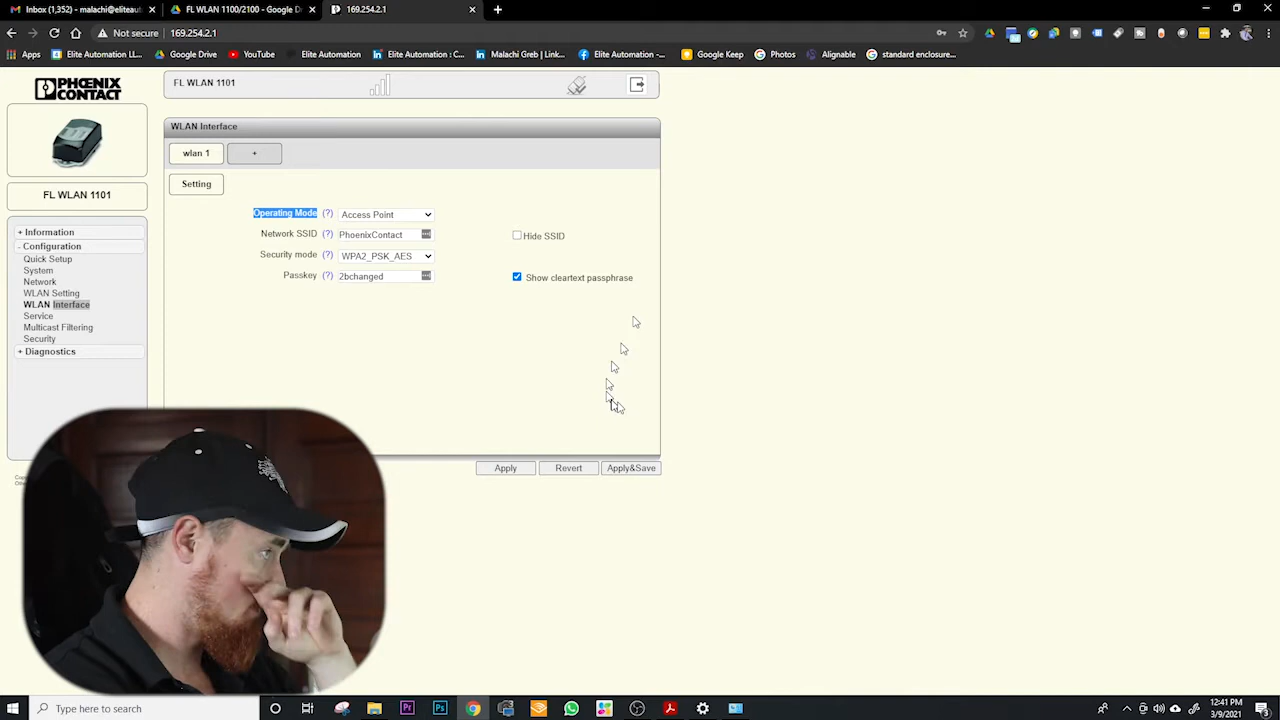 Inbox (1,352) - malachi@eliteaut
FL WLAN 1100/2100 - Google Dr
169.254.2.1
Not secure | 169.254.2.1
Apps
Elite Automation LL...
Google Drive
YouTube
Elite Automation
Elite Automation : C...
Malachi Greb | Link...
Elite Automation -...
Google Keep
Photos
Alignable
standard enclosure...
PHOENIX CONTACT
FL WLAN 1101
WLAN Interface
wlan 1
+
Setting
FL WLAN 1101
Operating Mode (?) Access Point
Network SSID (?) PhoenixContact
Hide SSID
Security mode (?) WPA2_PSK_AES
Passkey (?) 2bchanged
Show cleartext passphrase
+ Information
- Configuration
Quick Setup
System
Network
WLAN Setting
WLAN Interface
Service
Multicast Filtering
Security
+ Diagnostics
Apply
Revert
Apply&Save
Type here to search
12:41 PM
3/9/2021